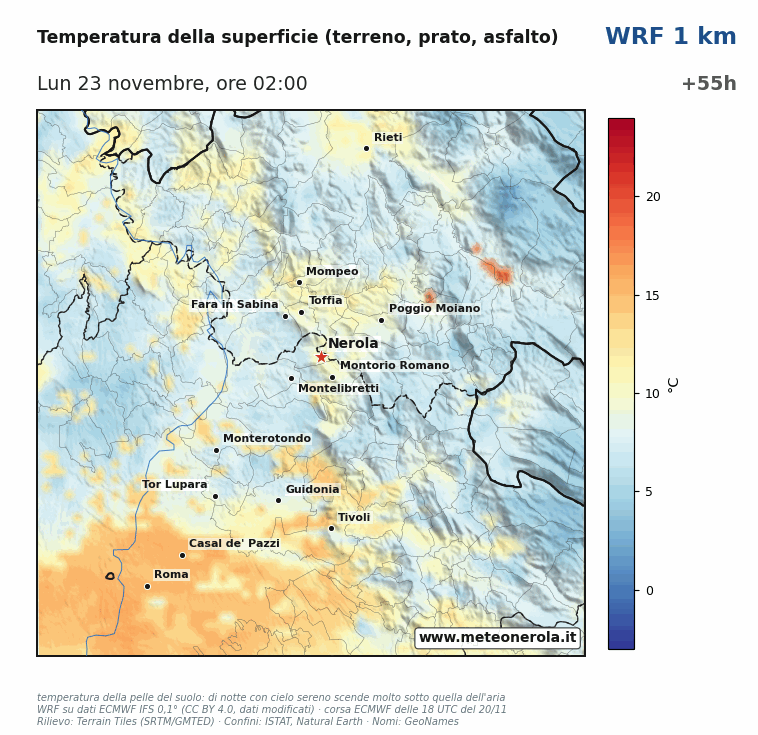 Temperatura della superficie (terreno, prato, asfalto)
WRF 1 km
Lun 23 novembre, ore 02:00
+55h
Rieti
Mompeo
Toffia
Fara in Sabina
Poggio Moiano
Nerola
Montorio Romano
Montelibretti
Monterotondo
Tor Lupara
Guidonia
Tivoli
Casal de' Pazzi
Roma
www.meteonerola.it
20
15
10
5
0
°C
temperatura della pelle del suolo: di notte con cielo sereno scende molto sotto quella dell'aria
WRF su dati ECMWF IFS 0,1° (CC BY 4.0, dati modificati) · corsa ECMWF delle 18 UTC del 20/11
Rilievo: Terrain Tiles (SRTM/GMTED) · Confini: ISTAT, Natural Earth · Nomi: GeoNames